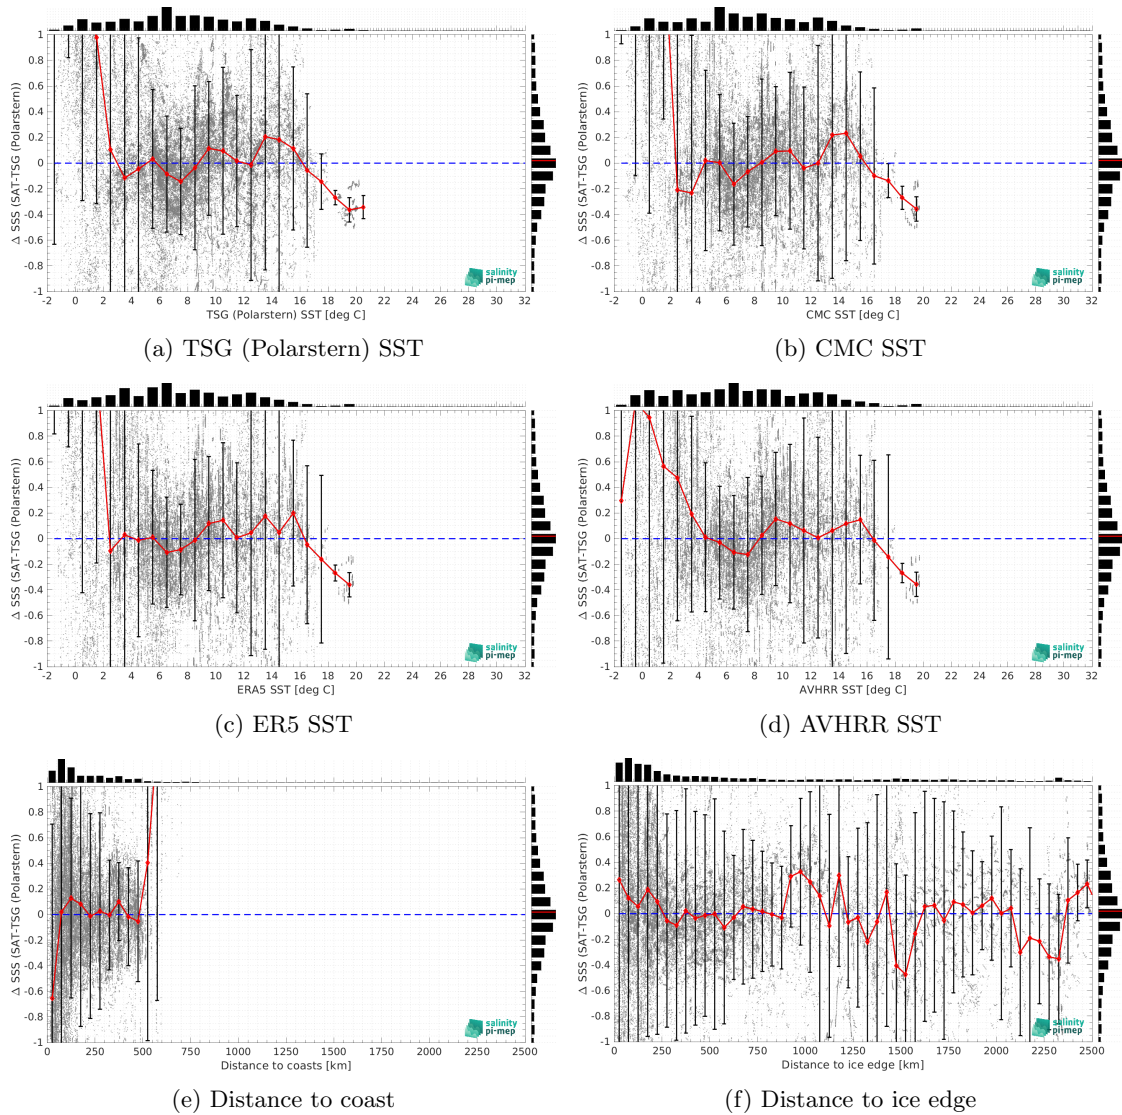 1
0.8
0.6
0.4
0.2
0
-0.2
-0.4
-0.6
-0.8
-1
Δ SSS (SAT-TSG (Polarstern))
-2 0 2 4 6 8 10 12 14 16 18 20 22 24 26 28 30 32
TSG (Polarstern) SST [deg C]
salinity
pi-mep
(a) TSG (Polarstern) SST
1
0.8
0.6
0.4
0.2
0
-0.2
-0.4
-0.6
-0.8
-1
Δ SSS (SAT-TSG (Polarstern))
-2 0 2 4 6 8 10 12 14 16 18 20 22 24 26 28 30 32
CMC SST [deg C]
salinity
pi-mep
(b) CMC SST
1
0.8
0.6
0.4
0.2
0
-0.2
-0.4
-0.6
-0.8
-1
Δ SSS (SAT-TSG (Polarstern))
-2 0 2 4 6 8 10 12 14 16 18 20 22 24 26 28 30 32
ERA5 SST [deg C]
salinity
pi-mep
(c) ER5 SST
1
0.8
0.6
0.4
0.2
0
-0.2
-0.4
-0.6
-0.8
-1
Δ SSS (SAT-TSG (Polarstern))
-2 0 2 4 6 8 10 12 14 16 18 20 22 24 26 28 30 32
AVHRR SST [deg C]
salinity
pi-mep
(d) AVHRR SST
1
0.8
0.6
0.4
0.2
0
-0.2
-0.4
-0.6
-0.8
-1
Δ SSS (SAT-TSG (Polarstern))
0 250 500 750 1000 1250 1500 1750 2000 2250 2500
Distance to coasts [km]
salinity
pi-mep
(e) Distance to coast
1
0.8
0.6
0.4
0.2
0
-0.2
-0.4
-0.6
-0.8
-1
Δ SSS (SAT-TSG (Polarstern))
0 250 500 750 1000 1250 1500 1750 2000 2250 2500
Distance to ice edge [km]
salinity
pi-mep
(f) Distance to ice edge